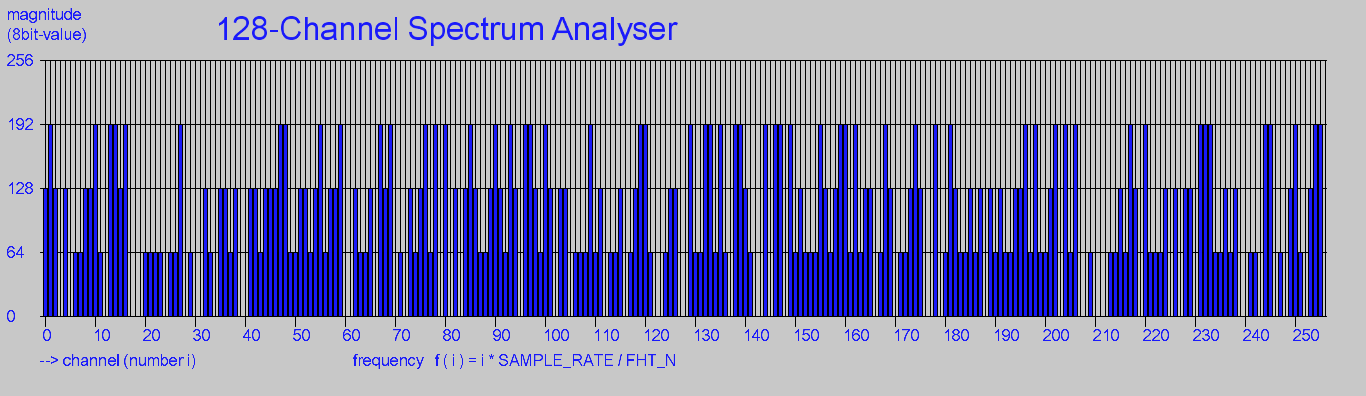 magnitude
(8bit-value)
128-Channel Spectrum Analyser
256
192
128
64
0
0 10 20 30 40 50 60 70 80 90 100 110 120 130 140 150 160 170 180 190 200 210 220 230 240 250
--> channel (number i)
frequency f ( i ) = i * SAMPLE_RATE / FHT_N